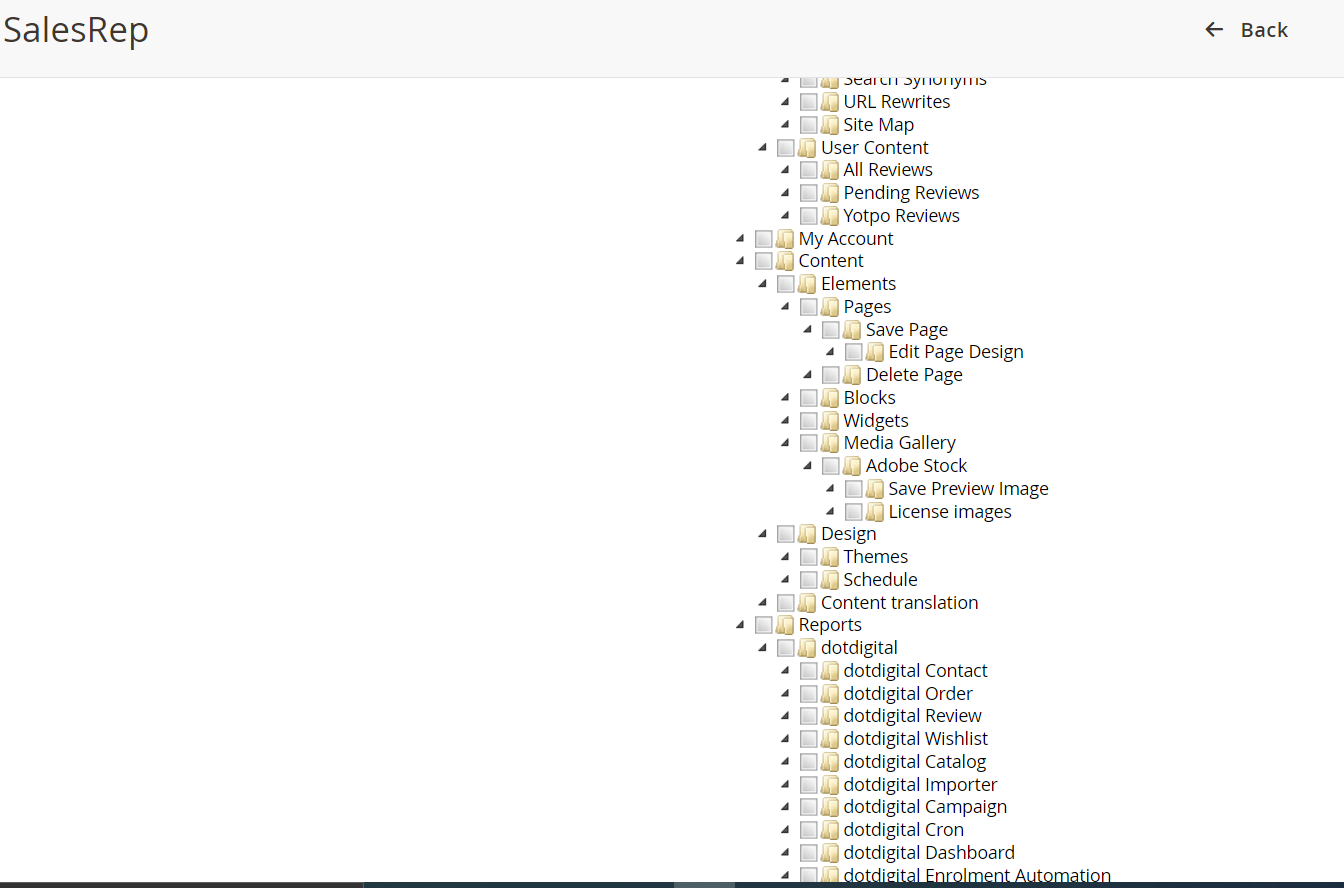 SalesRep
Back
Search Synonyms
URL Rewrites
Site Map
User Content
All Reviews
Pending Reviews
Yotpo Reviews
My Account
Content
Elements
Pages
Save Page
Edit Page Design
Delete Page
Blocks
Widgets
Media Gallery
Adobe Stock
Save Preview Image
License images
Design
Themes
Schedule
Content translation
Reports
dotdigital
dotdigital Contact
dotdigital Order
dotdigital Review
dotdigital Wishlist
dotdigital Catalog
dotdigital Importer
dotdigital Campaign
dotdigital Cron
dotdigital Dashboard
dotdigital Enrolment Automation